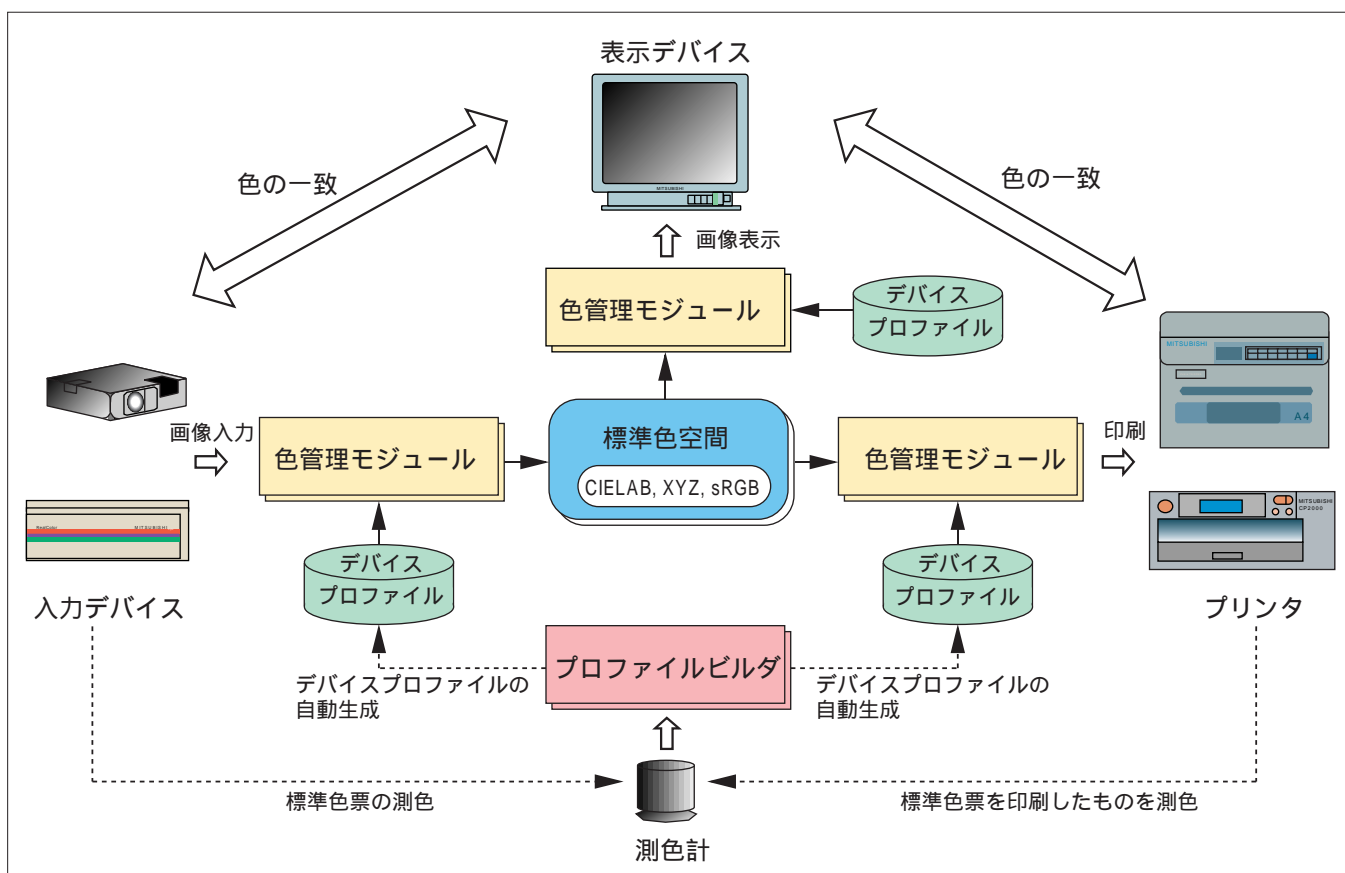 表示デバイス
MITSUBISHI
色の一致
色の一致
画像表示
色管理モジュール
デバイス
プロファイル
MITSUBISHI
A4
画像入力
色管理モジュール
標準色空間
CIELAB, XYZ, sRGB
色管理モジュール
印刷
RealColor
MITSUBISHI
MITSUBISHI
CP2000
デバイス
プロファイル
デバイス
プロファイル
入力デバイス
プリンタ
プロファイルビルダ
デバイスプロファイルの
自動生成
デバイスプロファイルの
自動生成
標準色票の測色
標準色票を印刷したものを測色
測色計